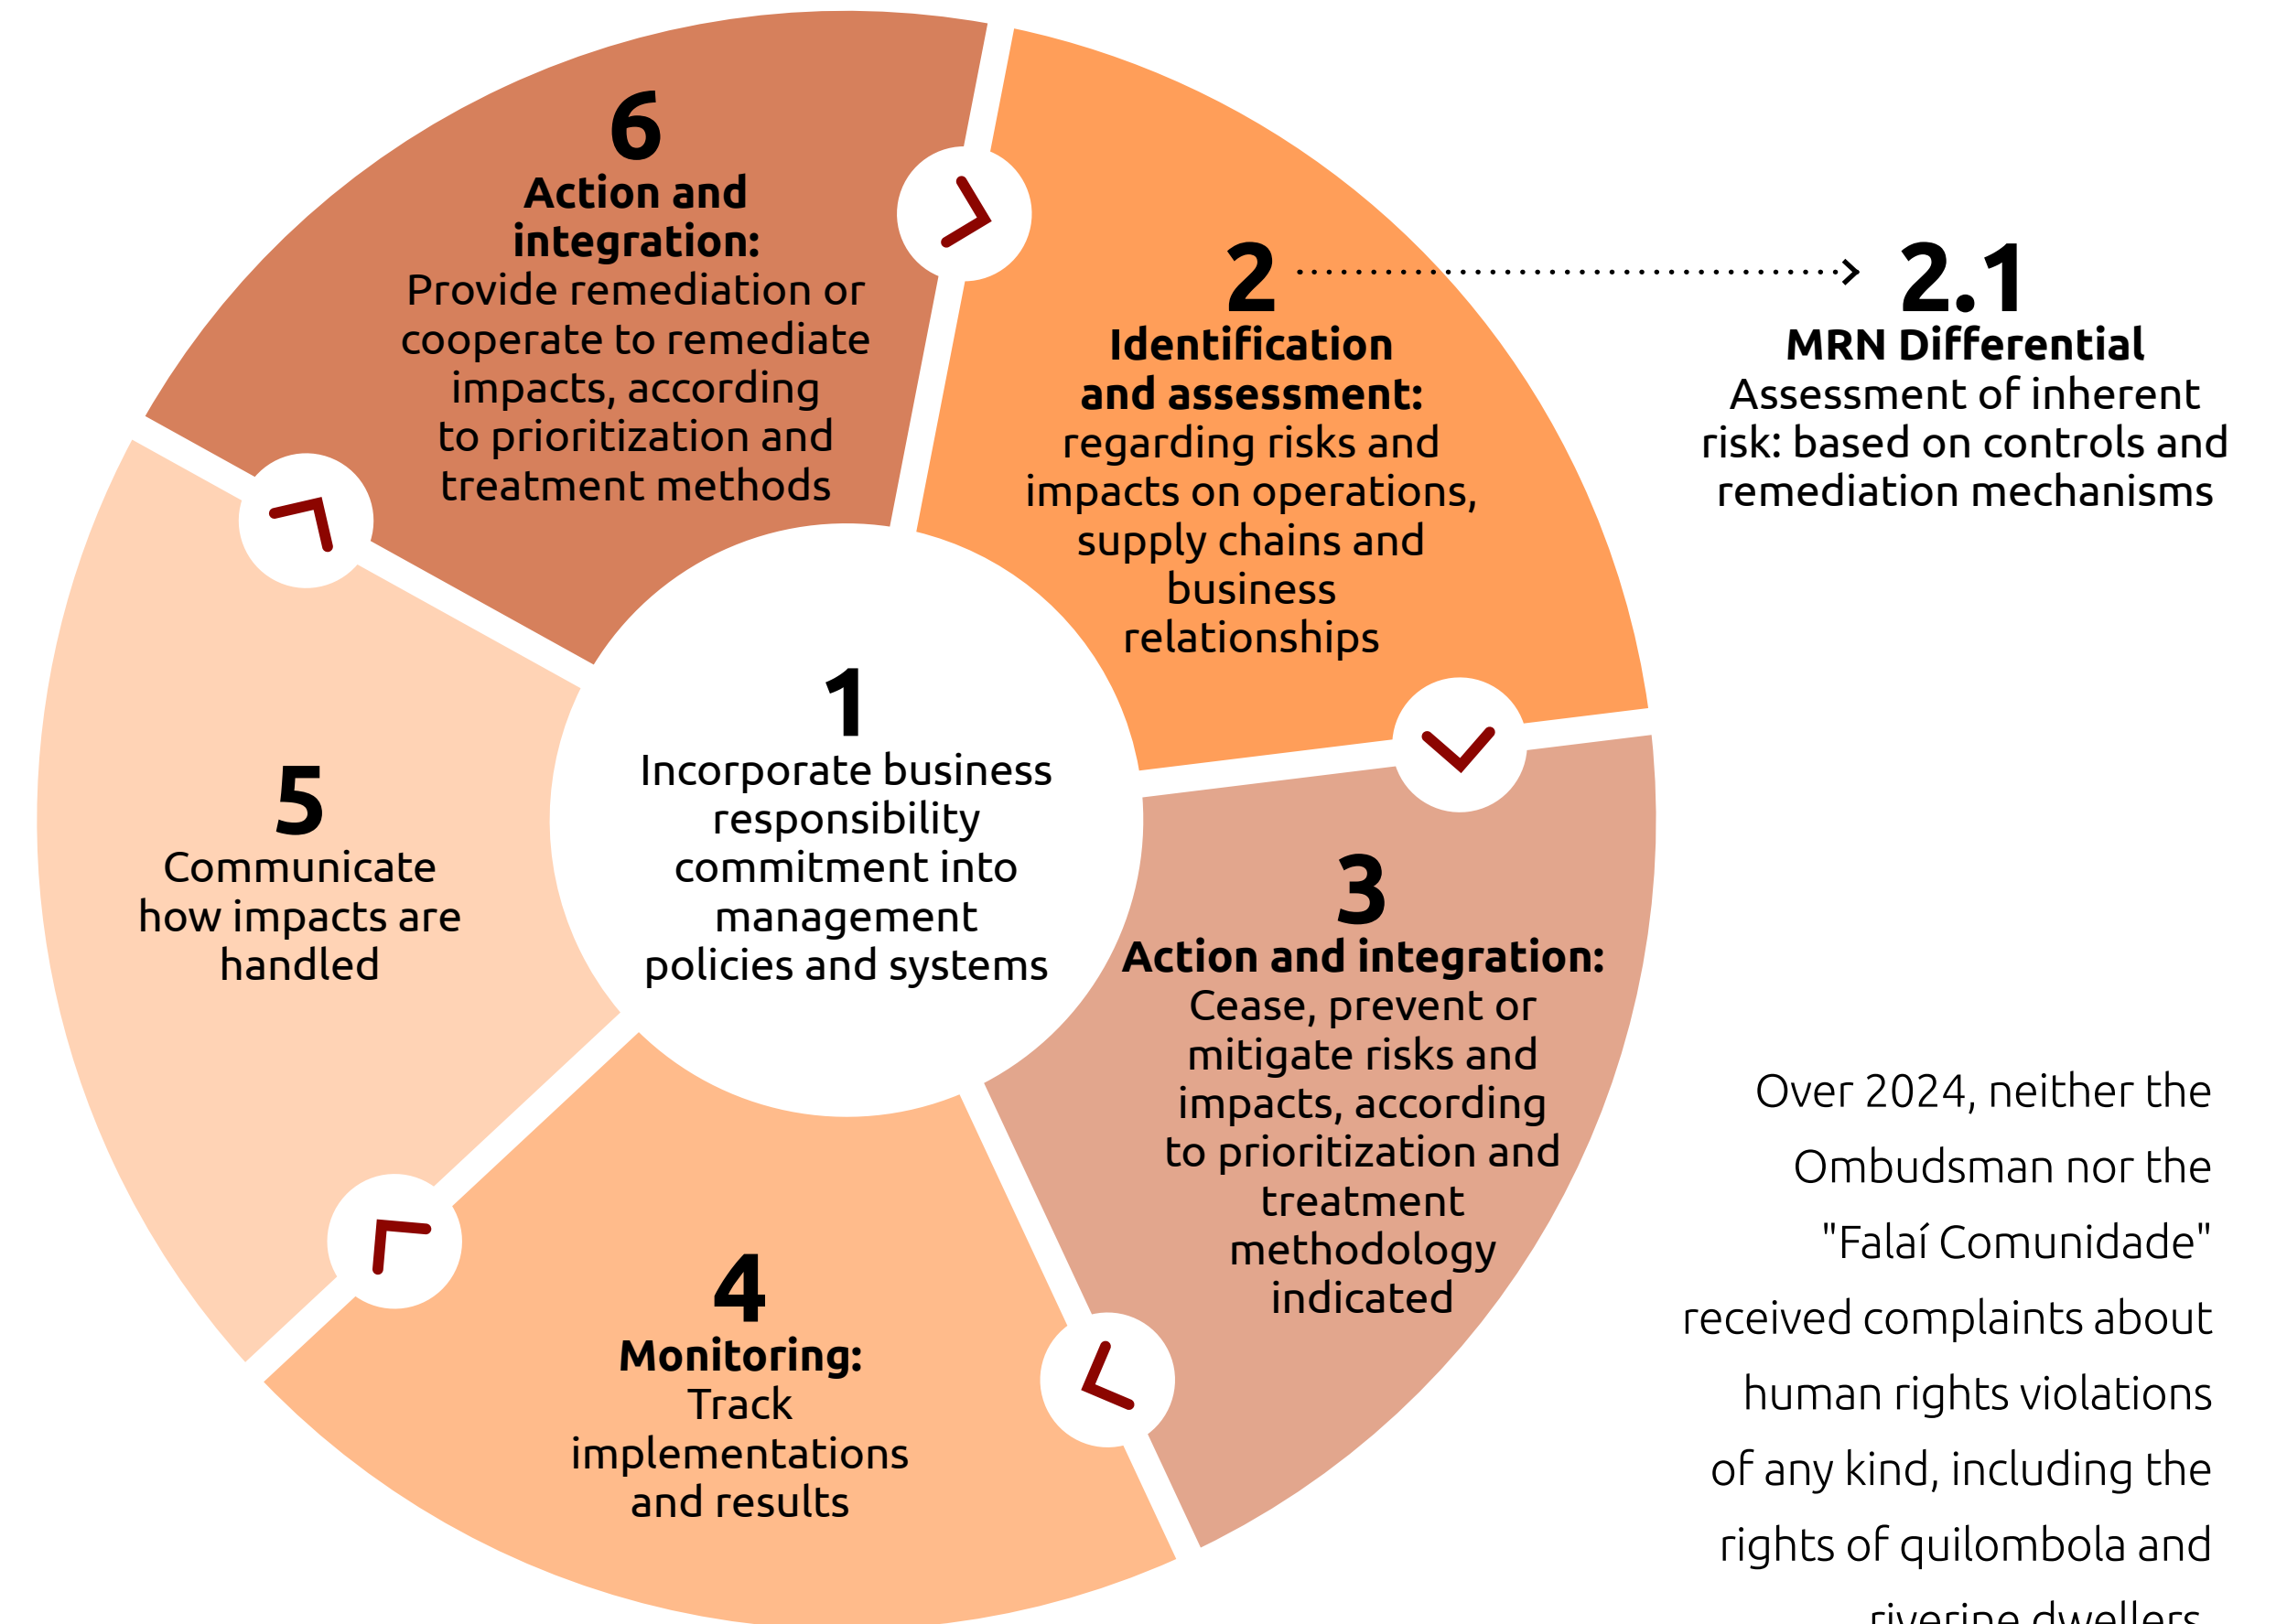 6
Action and
integration:
Provide remediation or
cooperate to remediate
impacts, according
to prioritization and
treatment methods
2
Identification
and assessment:
regarding risks and
impacts on operations,
supply chains and
business
relationships
2.1
MRN Differential
Assessment of inherent
risk: based on controls and
remediation mechanisms
1
Incorporate business
responsibility
commitment into
management
policies and systems
5
Communicate
how impacts are
handled
3
Action and integration:
Cease, prevent or
mitigate risks and
impacts, according
to prioritization and
treatment
methodology
indicated
4
Monitoring:
Track
implementations
and results
Over 2024, neither the
Ombudsman nor the
"Falaí Comunidade"
received complaints about
human rights violations
of any kind, including the
rights of quilombola and
riverine dwellers.